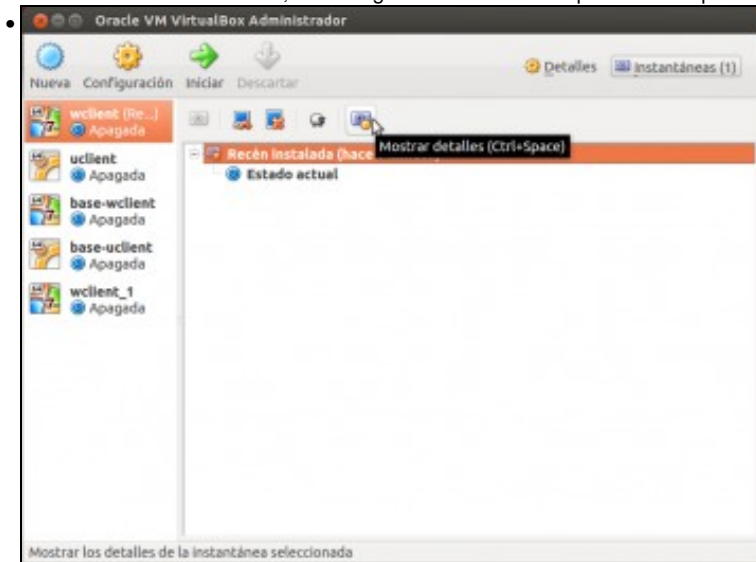 Oracle VM VirtualBox Administrador
Nueva Configuración Iniciar Descartar Detalles Instantáneas (1)
wclient (Re...)
Apagada
uclient
Apagada
base-wclient
Apagada
base-uclient
Apagada
wclient_1
Apagada
Mostrar detalles (Ctrl+Space)
Recén Instalada (hace
Estado actual
Mostrar los detalles de la instantánea seleccionada